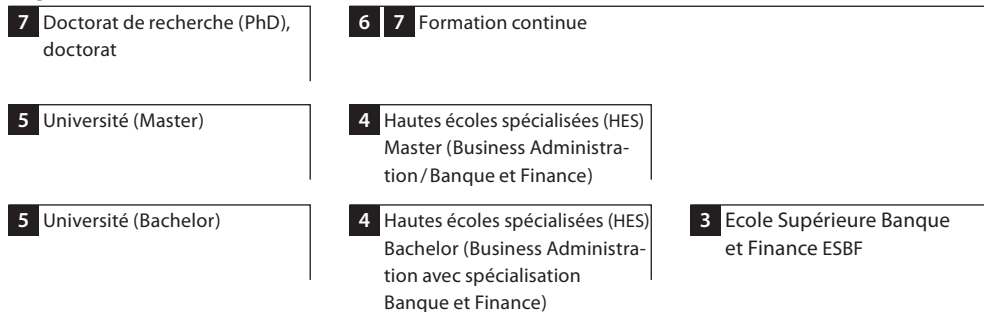 7 Doctorat de recherche (PhD),
doctorat
6 7 Formation continue
5 Université (Master)
4 Hautes écoles spécialisées (HES)
Master (Business Administra-
tion / Banque et Finance)
5 Université (Bachelor)
4 Hautes écoles spécialisées (HES)
Bachelor (Business Administra-
tion avec spécialisation
Banque et Finance)
3 Ecole Supérieure Banque
et Finance ESBF